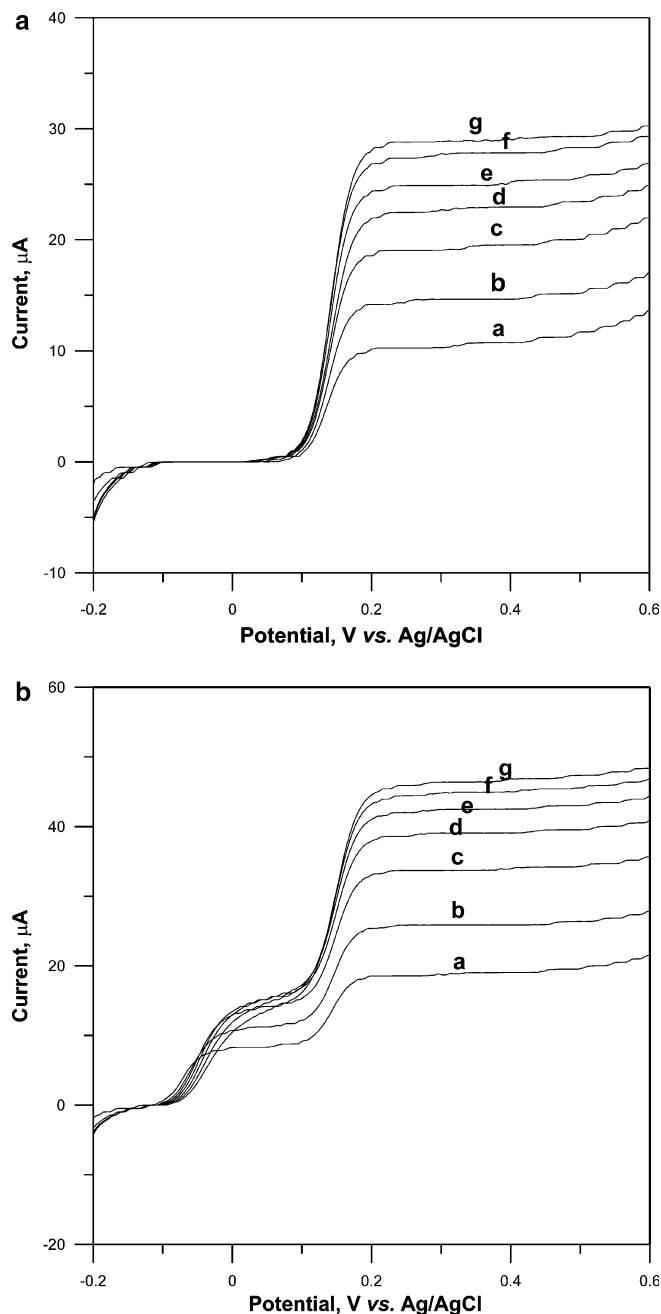 a
40
30
20
10
0
-10
Current, μA
g
f
e
d
c
b
a
-0.2 0 0.2 0.4 0.6
Potential, V vs. Ag/AgCl
b
60
40
20
0
-20
Current, μA
g
f
e
d
c
b
a
-0.2 0 0.2 0.4 0.6
Potential, V vs. Ag/AgCl